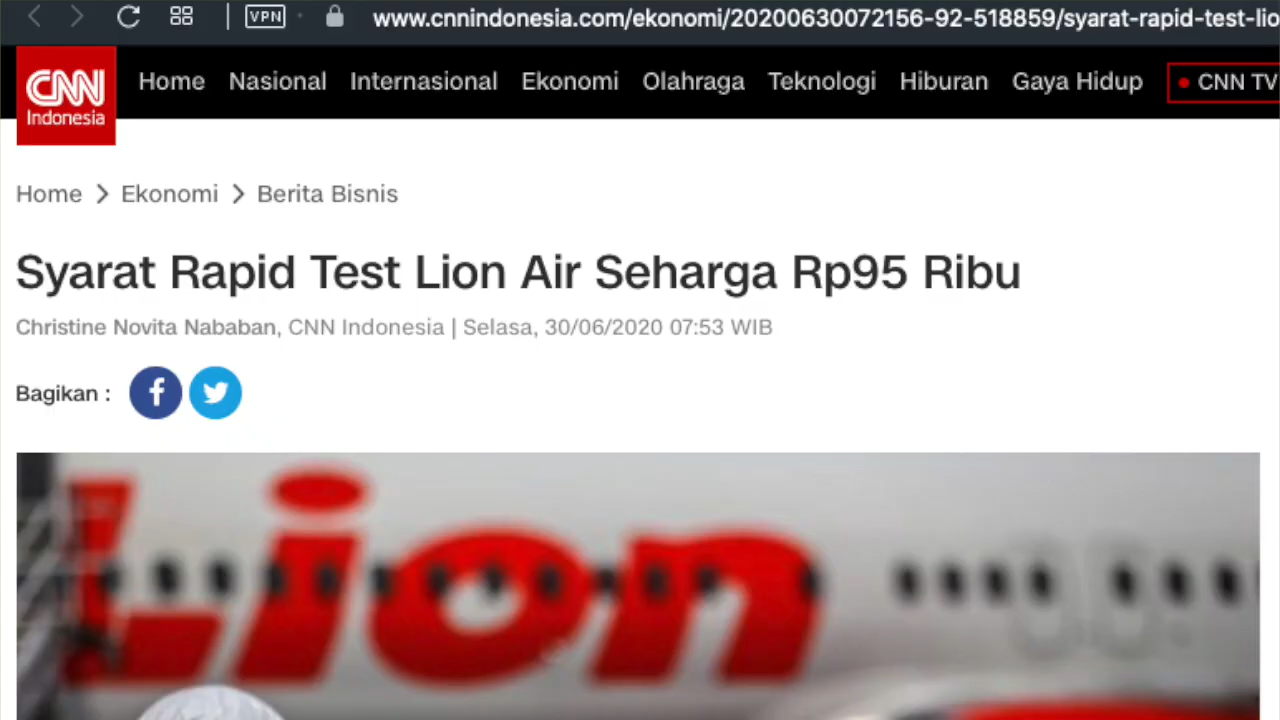 VPN www.cnnindonesia.com/ekonomi/20200630072156-92-518859/syarat-rapid-test-lio
CNN Indonesia
Home Nasional Internasional Ekonomi Olahraga Teknologi Hiburan Gaya Hidup CNN TV
Home > Ekonomi > Berita Bisnis
Syarat Rapid Test Lion Air Seharga Rp95 Ribu
Christine Novita Nababan, CNN Indonesia | Selasa, 30/06/2020 07:53 WIB
Bagikan :
Lion